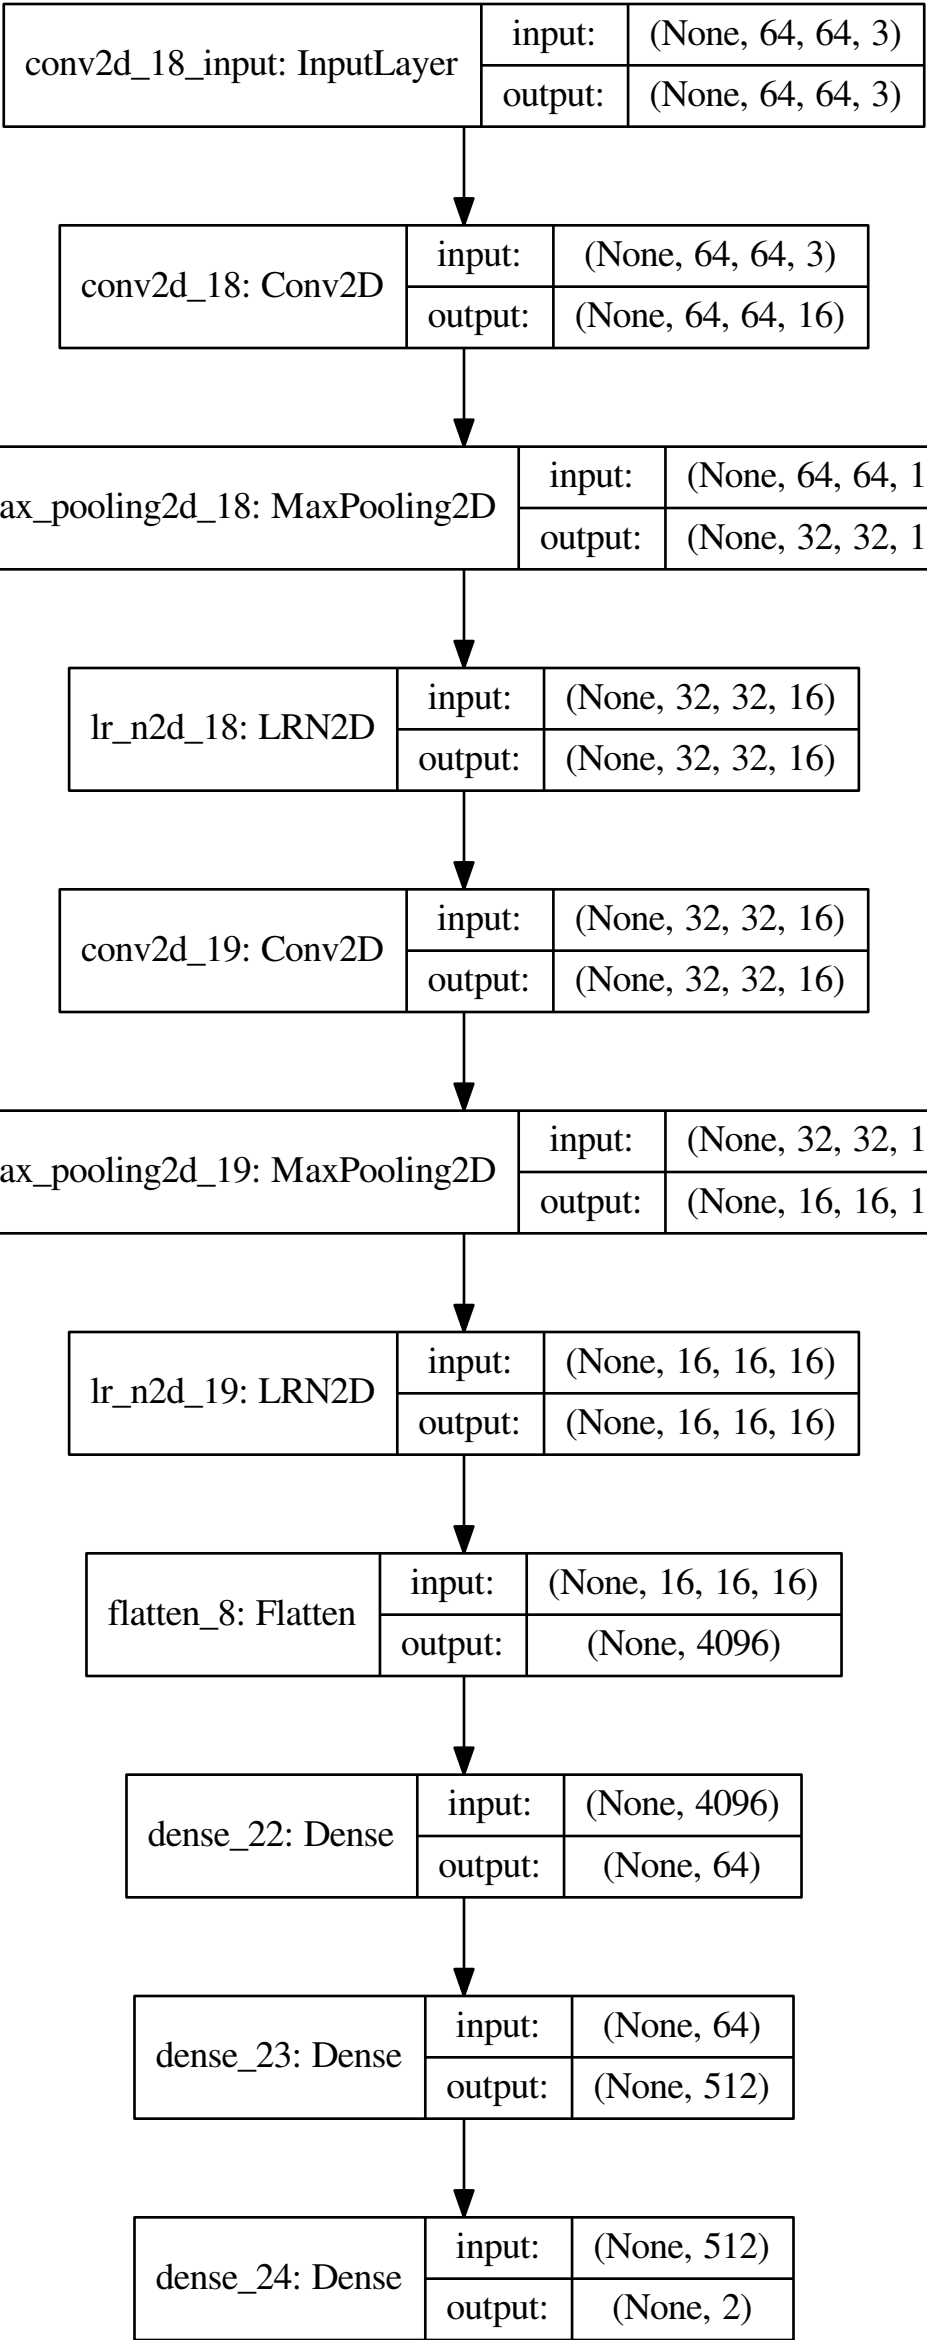 conv2d_18_input: InputLayer
input: (None, 64, 64, 3)
output: (None, 64, 64, 3)
conv2d_18: Conv2D
input: (None, 64, 64, 3)
output: (None, 64, 64, 16)
ax_pooling2d_18: MaxPooling2D
input: (None, 64, 64, 1
output: (None, 32, 32, 1
lr_n2d_18: LRN2D
input: (None, 32, 32, 16)
output: (None, 32, 32, 16)
conv2d_19: Conv2D
input: (None, 32, 32, 16)
output: (None, 32, 32, 16)
ax_pooling2d_19: MaxPooling2D
input: (None, 32, 32, 1
output: (None, 16, 16, 1
lr_n2d_19: LRN2D
input: (None, 16, 16, 16)
output: (None, 16, 16, 16)
flatten_8: Flatten
input: (None, 16, 16, 16)
output: (None, 4096)
dense_22: Dense
input: (None, 4096)
output: (None, 64)
dense_23: Dense
input: (None, 64)
output: (None, 512)
dense_24: Dense
input: (None, 512)
output: (None, 2)